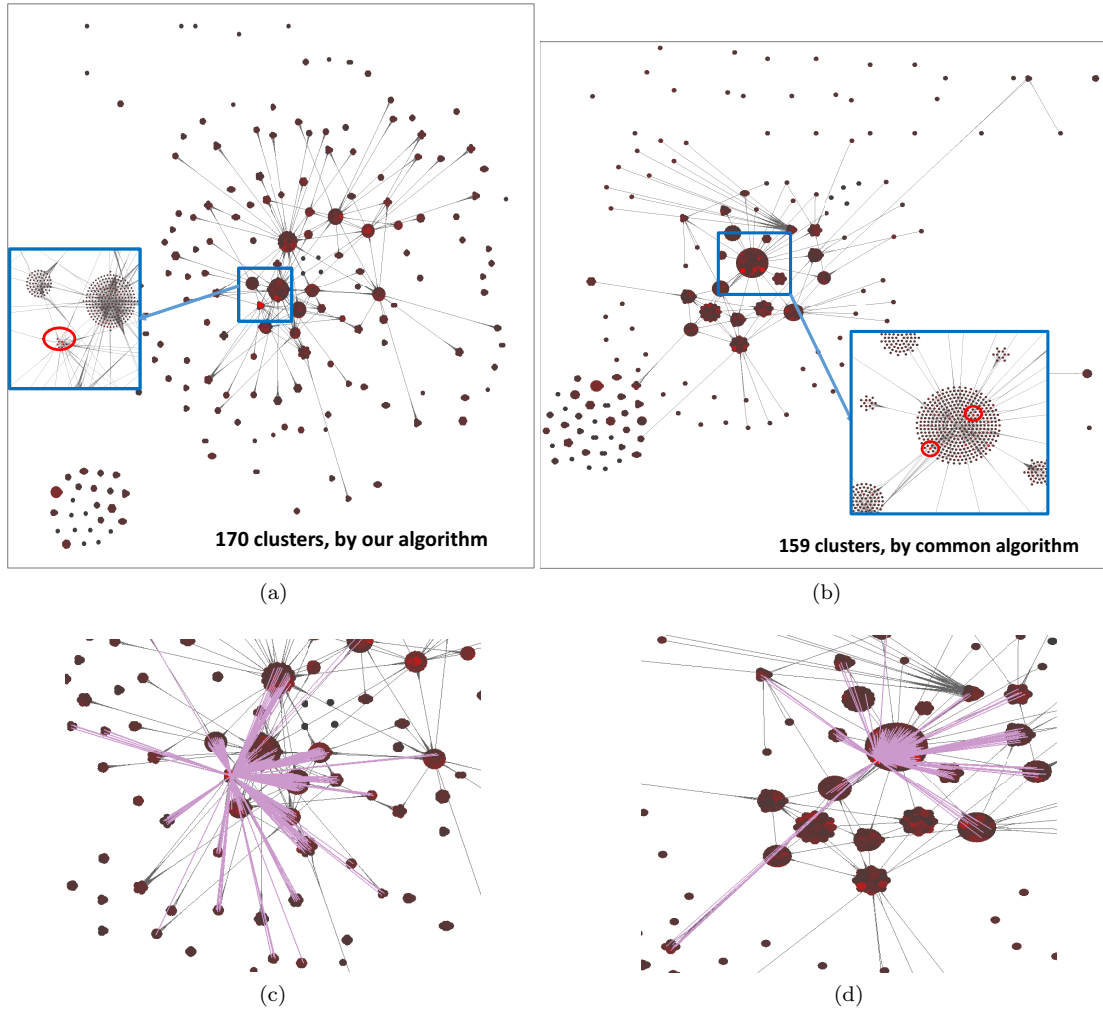 170 clusters, by our algorithm
159 clusters, by common algorithm
(a)
(b)
(c)
(d)